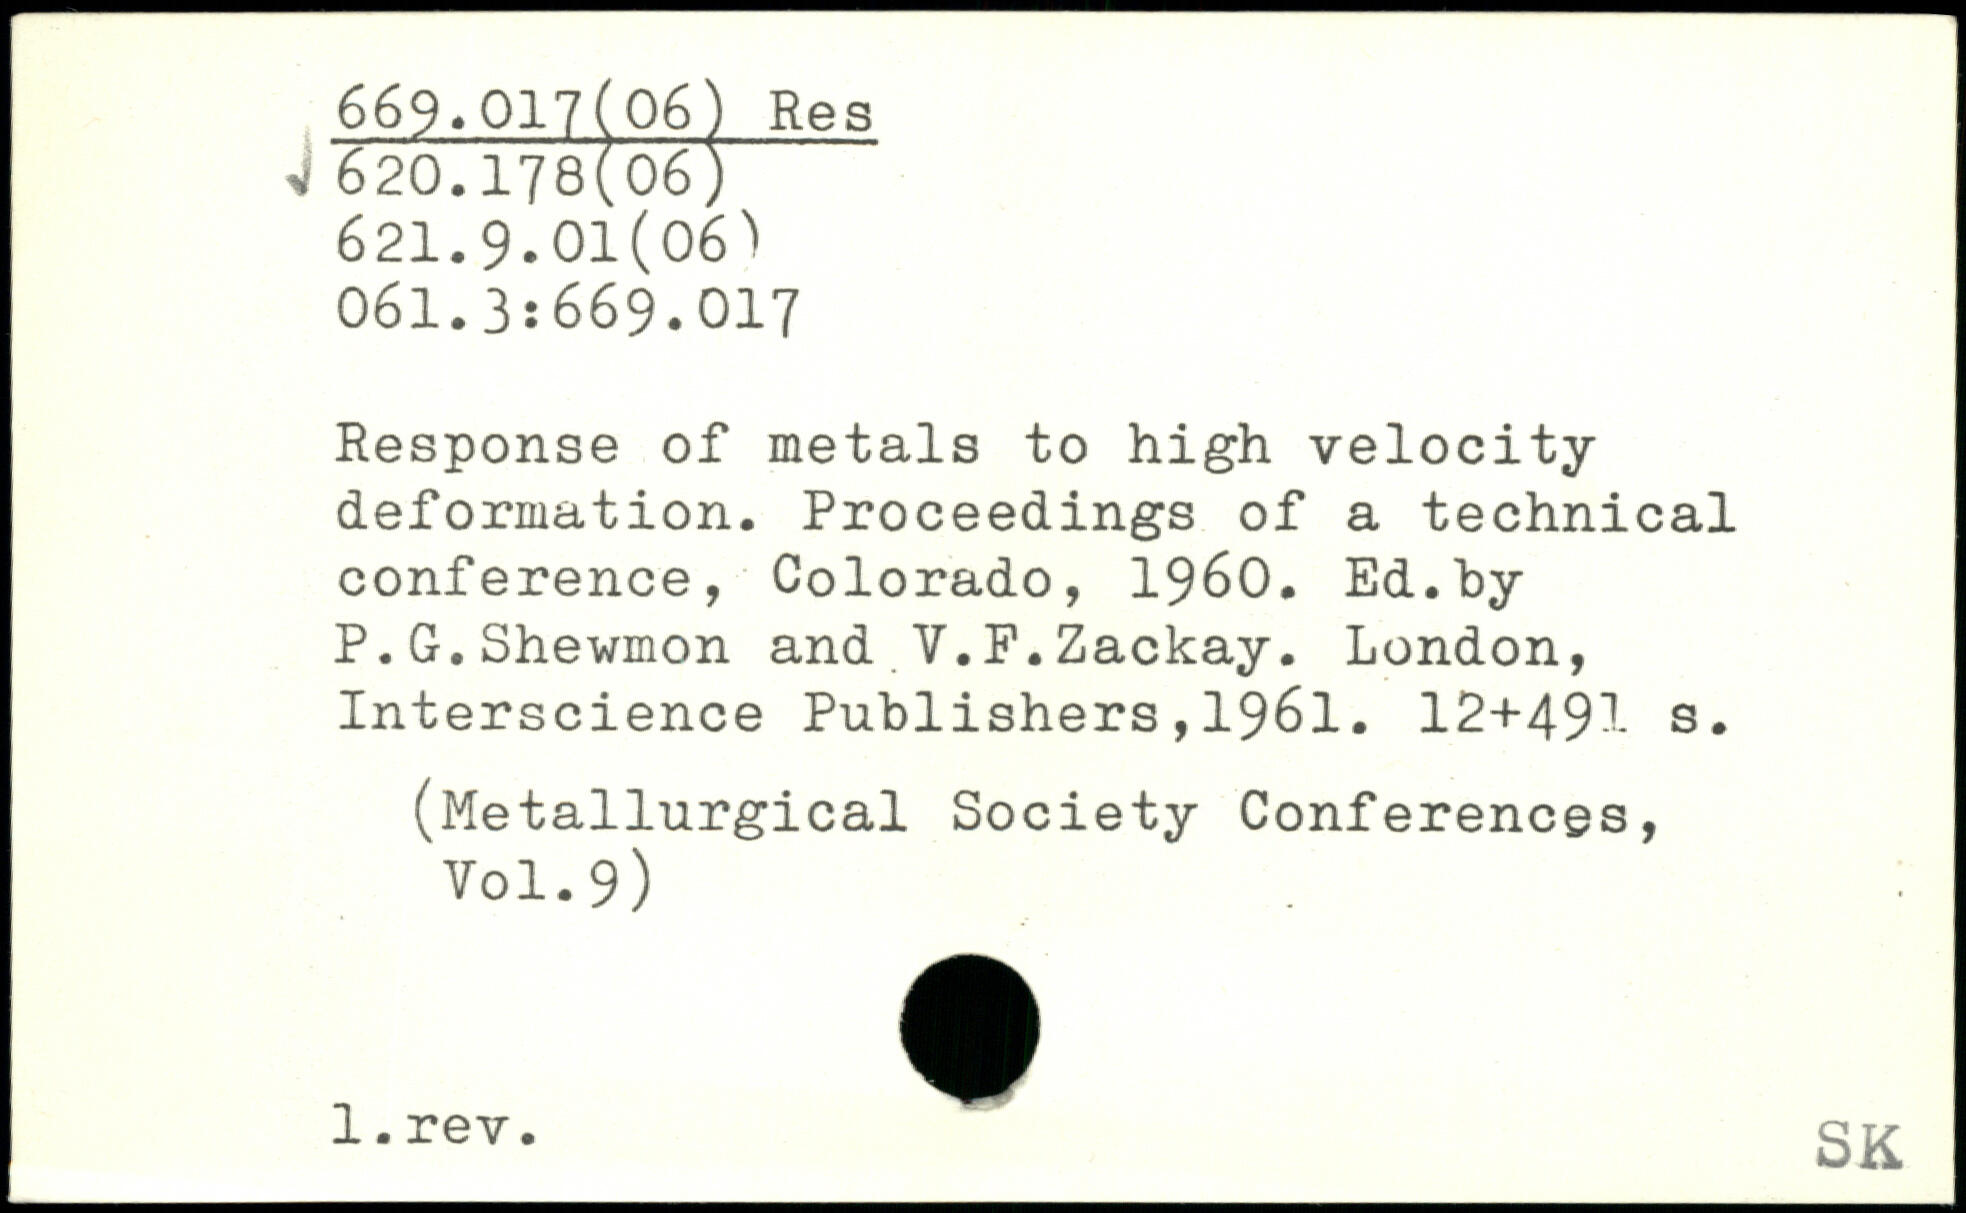 669.017(06) Res
620.178(06)
621.9.01(06)
061.3:669.017
Response of metals to high velocity
deformation. Proceedings of a technical
conference, Colorado, 1960. Ed.by
P.G.Shewmon and V.F.Zackay. London,
Interscience Publishers,1961. 12+491 s.
(Metallurgical Society Conferences,
Vol.9)
1.rev.
SK